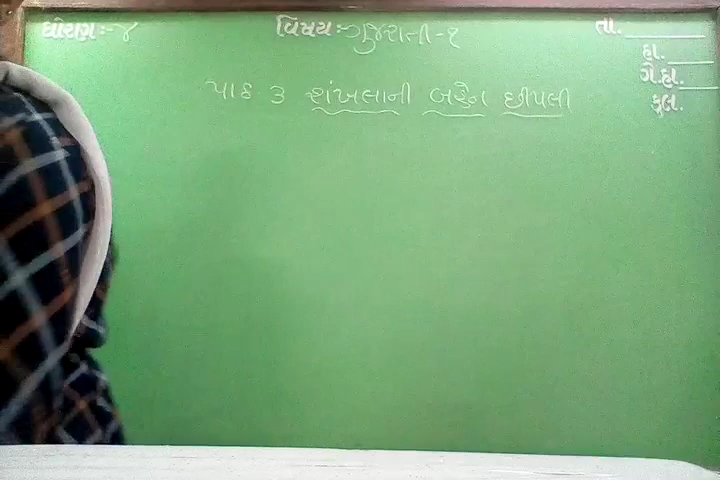 ધોરણ:-૪ વિષય:-ગુજરાતી-૧ તા.
હા.
ગે.હા.
કુલ.
પાઠ 3 શંખલાની બહેન છીપલી